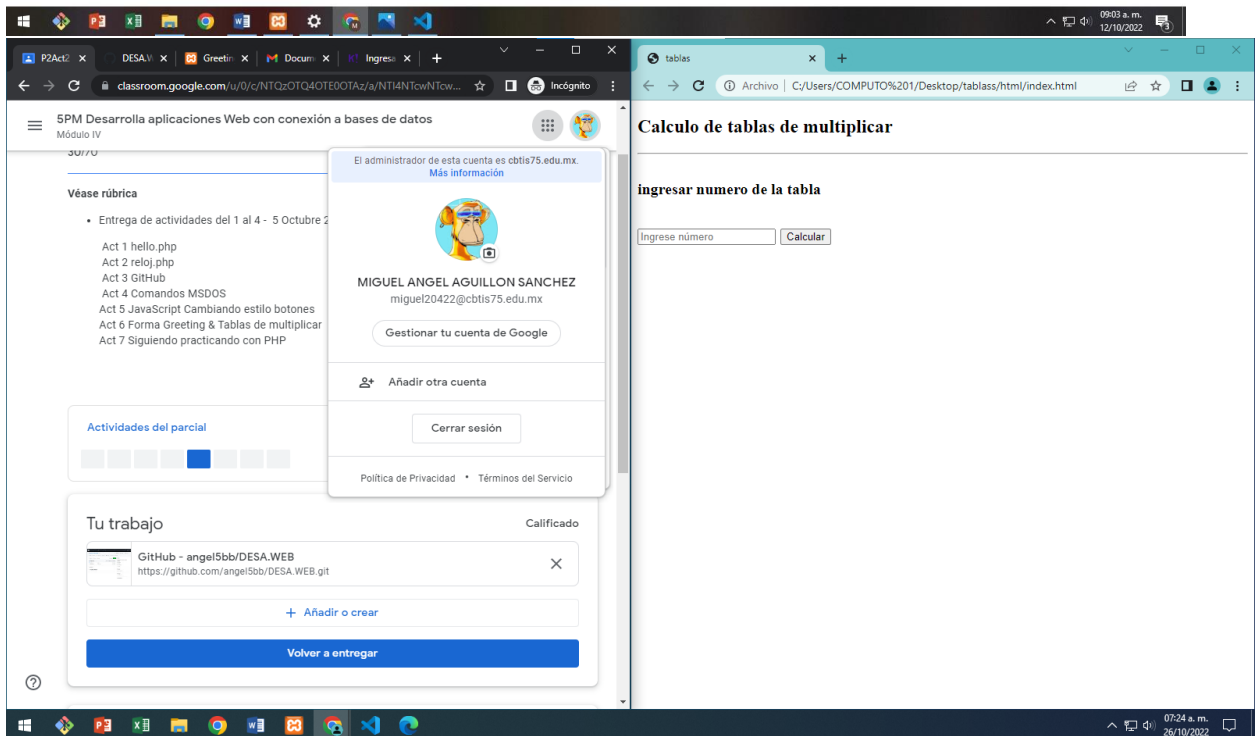 09:03 a. m.
12/10/2022
3
P2Act2
DESA.W
Greetin
Docum
Ingresa
tablas
classroom.google.com/u/0/c/NTQzOTQ4OTE0OTAz/a/NTI4NTcwNTcw...
Incógnito
Archivo | C:/Users/COMPUTO%201/Desktop/tablass/html/index.html
5PM Desarrolla aplicaciones Web con conexión a bases de datos
Módulo IV
30/70
Véase rúbrica
• Entrega de actividades del 1 al 4 - 5 Octubre 2
Act 1 hello.php
Act 2 reloj.php
Act 3 GitHub
Act 4 Comandos MSDOS
Act 5 JavaScript Cambiando estilo botones
Act 6 Forma Greeting & Tablas de multiplicar
Act 7 Siguiendo practicando con PHP
Actividades del parcial
Tu trabajo
Calificado
GitHub - angel5bb/DESA.WEB
https://github.com/angel5bb/DESA.WEB.git
+ Añadir o crear
Volver a entregar
El administrador de esta cuenta es cbtis75.edu.mx.
Más información
MIGUEL ANGEL AGUILLON SANCHEZ
miguel20422@cbtis75.edu.mx
Gestionar tu cuenta de Google
Añadir otra cuenta
Cerrar sesión
Política de Privacidad • Términos del Servicio
Calculo de tablas de multiplicar
ingresar numero de la tabla
Ingrese número
Calcular
07:24 a. m.
26/10/2022